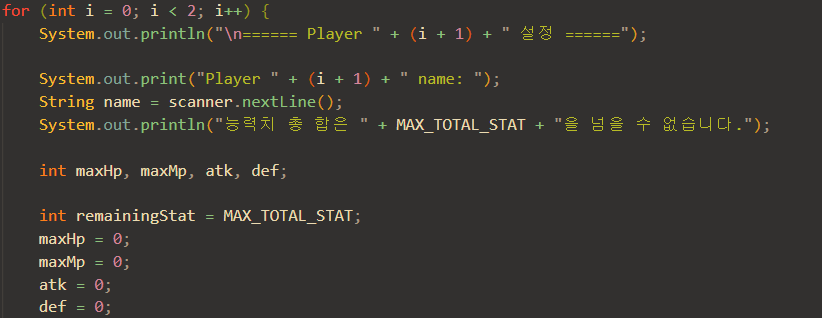 for (int i = 0; i < 2; i++) {
System.out.println("\n====== Player " + (i + 1) + " 설정 ======");
System.out.print("Player " + (i + 1) + " name: ");
String name = scanner.nextLine();
System.out.println("능력치 총 합은 " + MAX_TOTAL_STAT + "을 넘을 수 없습니다.");
int maxHp, maxMp, atk, def;
int remainingStat = MAX_TOTAL_STAT;
maxHp = 0;
maxMp = 0;
atk = 0;
def = 0;